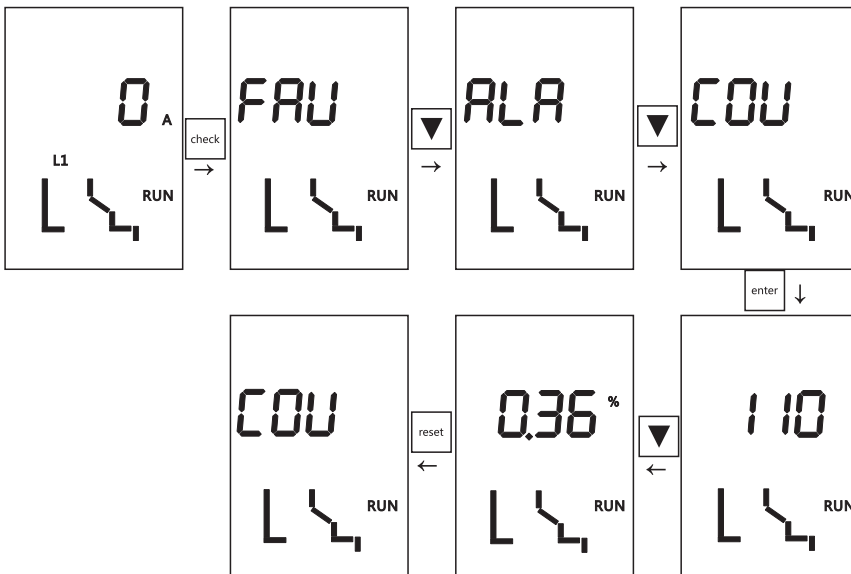 0 A
L1
RUN
check
→
FAU
RUN
▼
→
ALA
RUN
▼
→
COU
RUN
enter ↓
110
RUN
▼
←
0.36 %
RUN
reset
←
COU
RUN